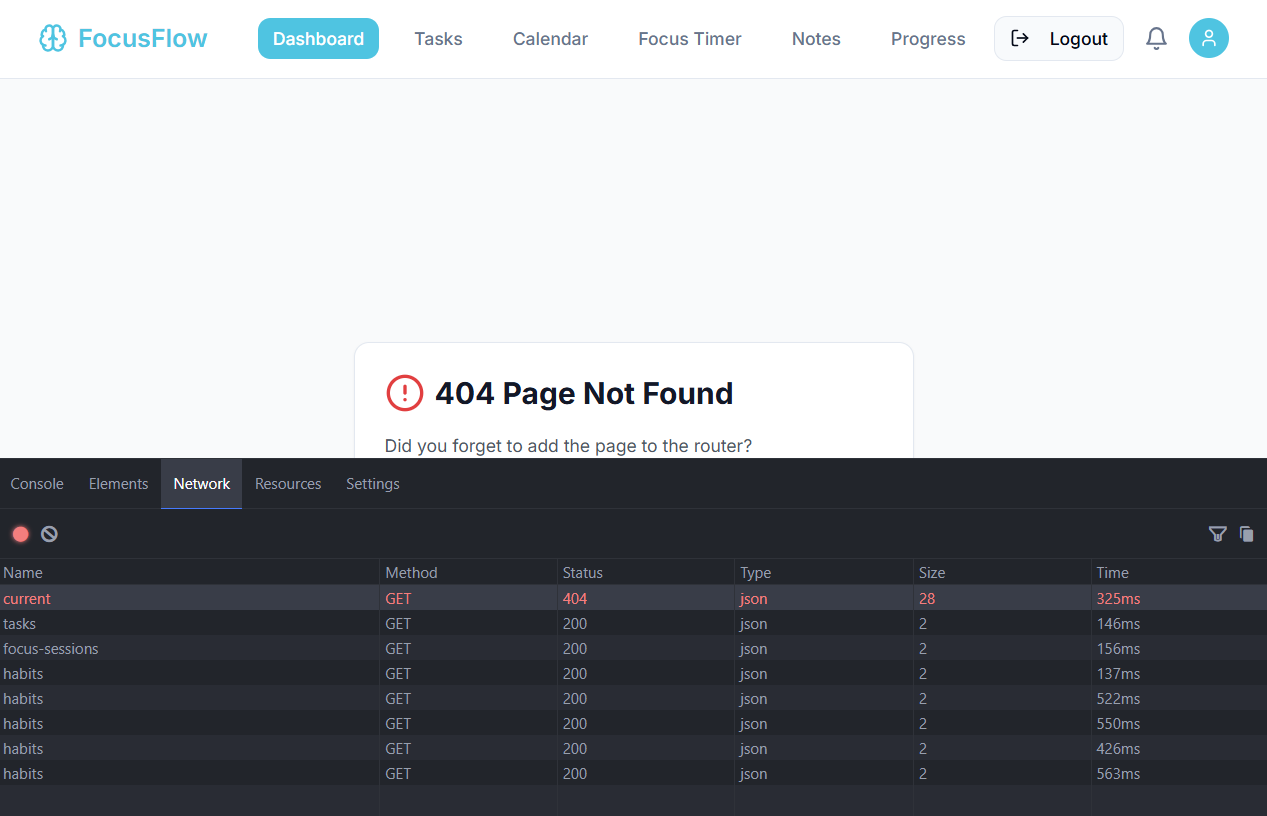 FocusFlow Dashboard Tasks Calendar Focus Timer Notes Progress Logout
404 Page Not Found
Did you forget to add the page to the router?
Console Elements Network Resources Settings
Name Method Status Type Size Time
current GET 404 json 28 325ms
tasks GET 200 json 2 146ms
focus-sessions GET 200 json 2 156ms
habits GET 200 json 2 137ms
habits GET 200 json 2 522ms
habits GET 200 json 2 550ms
habits GET 200 json 2 426ms
habits GET 200 json 2 563ms